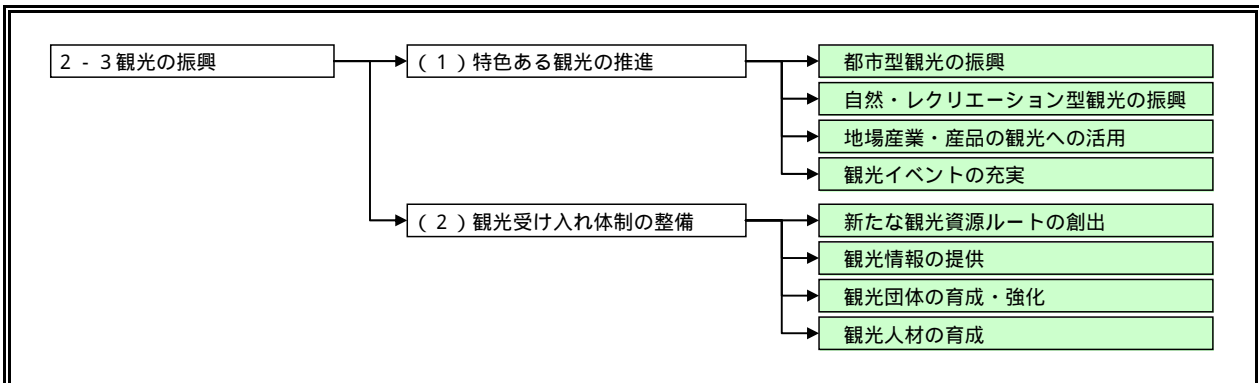 2-3観光の振興
(1)特色ある観光の推進
都市型観光の振興
自然・レクリエーション型観光の振興
地場産業・産品の観光への活用
観光イベントの充実
(2)観光受け入れ体制の整備
新たな観光資源ルートの創出
観光情報の提供
観光団体の育成・強化
観光人材の育成